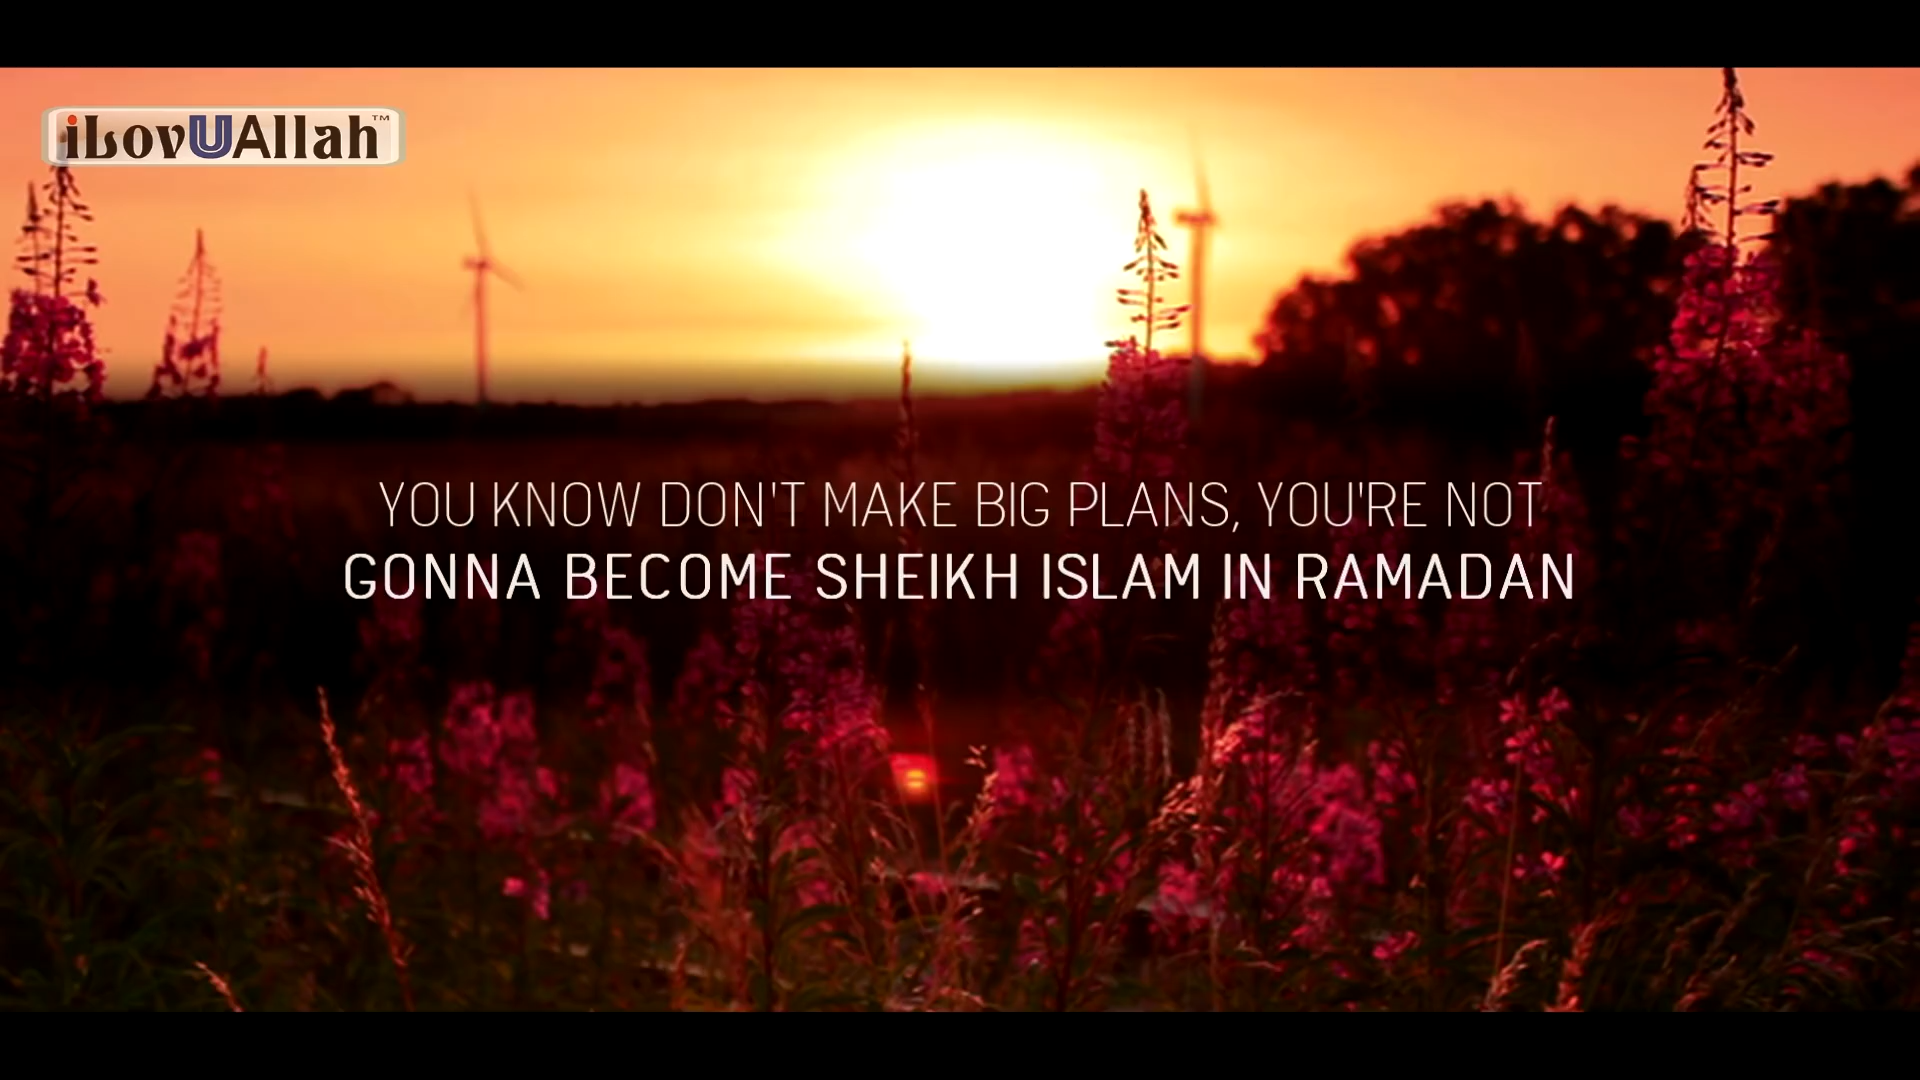 iLovUAllah™
YOU KNOW DON'T MAKE BIG PLANS, YOU'RE NOT
GONNA BECOME SHEIKH ISLAM IN RAMADAN